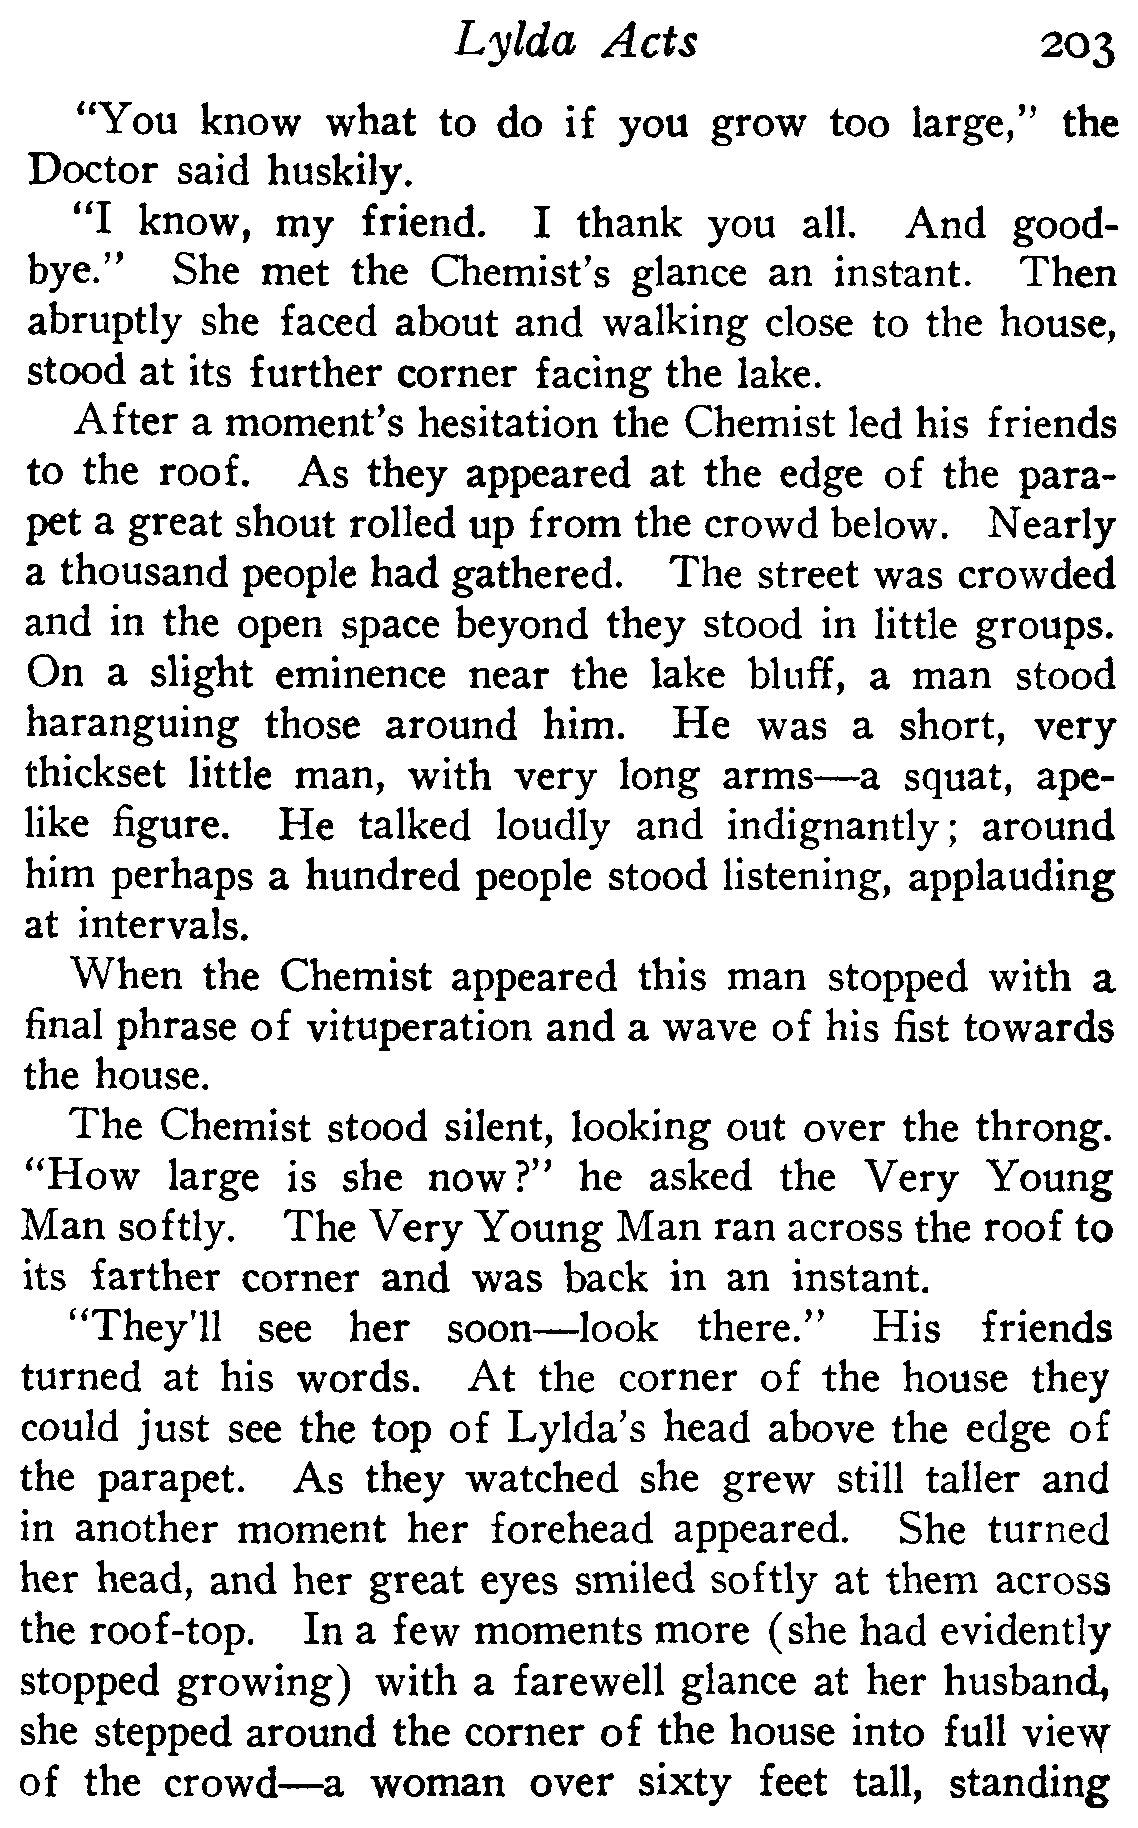 Lylda Acts 203
"You know what to do if you grow too large," the
Doctor said huskily.
"I know, my friend. I thank you all. And good-
bye." She met the Chemist's glance an instant. Then
abruptly she faced about and walking close to the house,
stood at its further corner facing the lake.
After a moment's hesitation the Chemist led his friends
to the roof. As they appeared at the edge of the para-
pet a great shout rolled up from the crowd below. Nearly
a thousand people had gathered. The street was crowded
and in the open space beyond they stood in little groups.
On a slight eminence near the lake bluff, a man stood
haranguing those around him. He was a short, very
thickset little man, with very long arms—a squat, ape-
like figure. He talked loudly and indignantly; around
him perhaps a hundred people stood listening, applauding
at intervals.
When the Chemist appeared this man stopped with a
final phrase of vituperation and a wave of his fist towards
the house.
The Chemist stood silent, looking out over the throng.
"How large is she now?" he asked the Very Young
Man softly. The Very Young Man ran across the roof to
its farther corner and was back in an instant.
"They'll see her soon—look there." His friends
turned at his words. At the corner of the house they
could just see the top of Lylda's head above the edge of
the parapet. As they watched she grew still taller and
in another moment her forehead appeared. She turned
her head, and her great eyes smiled softly at them across
the roof-top. In a few moments more (she had evidently
stopped growing) with a farewell glance at her husband,
she stepped around the corner of the house into full view
of the crowd—a woman over sixty feet tall, standing